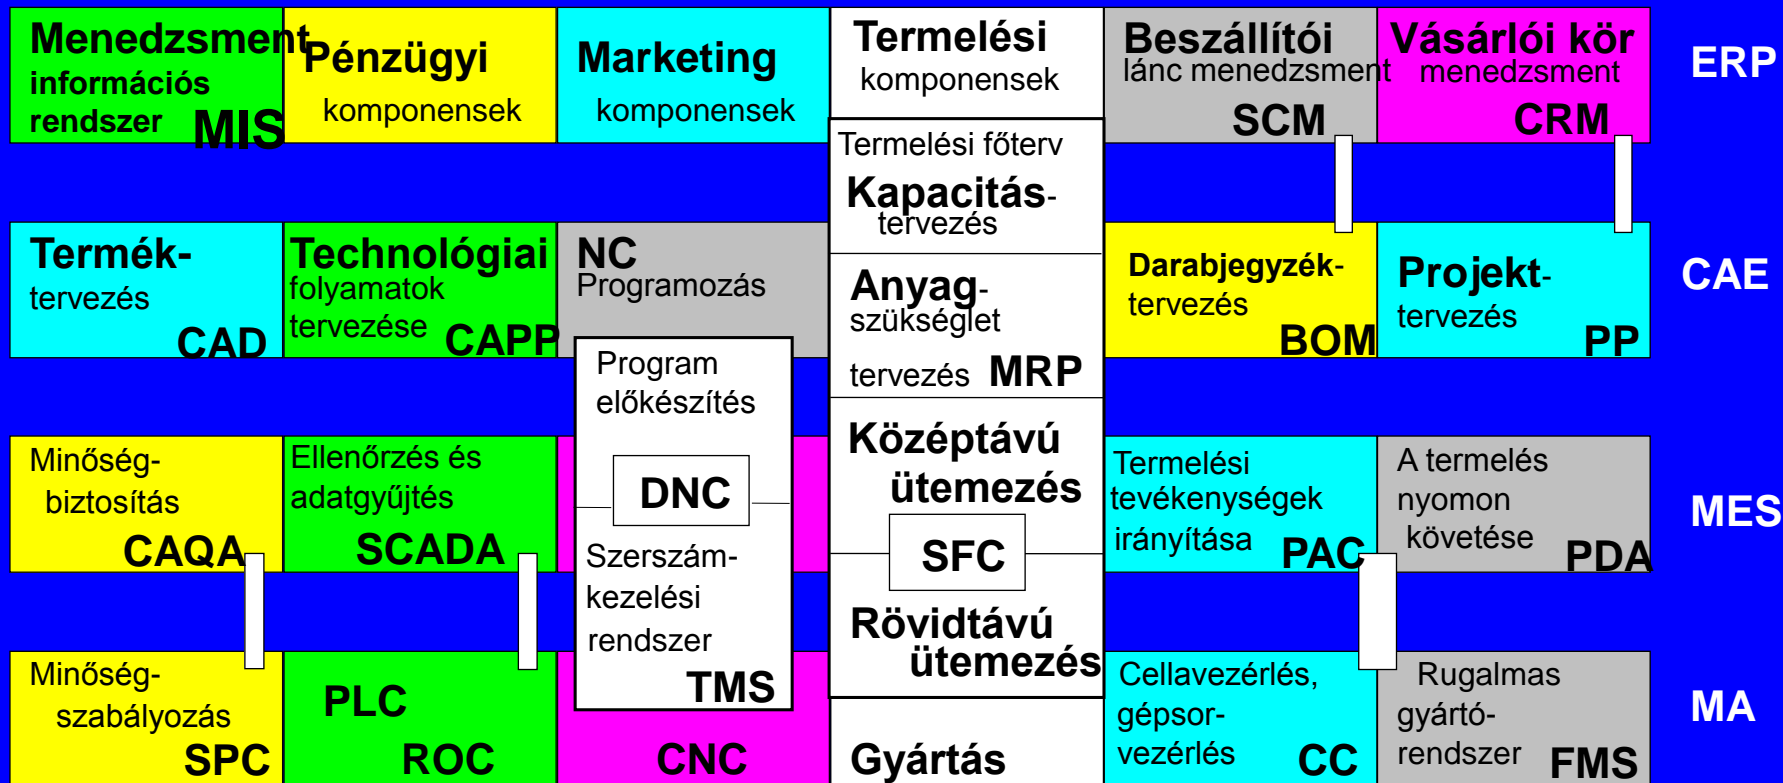 Menedzsment
információs
rendszer MIS
Pénzügyi
komponensek
Marketing
komponensek
Termelési
komponensek
Beszállítói
lánc menedzsment
SCM
Vásárlói kör
menedzsment
CRM
ERP
Termelési főterv
Kapacitás-
tervezés
Termék-
tervezés
CAD
Technológiai
folyamatok
tervezése CAPP
NC
Programozás
Anyag-
szükséglet
tervezés MRP
Darabjegyzék-
tervezés
BOM
Projekt-
tervezés
PP
CAE
Program
előkészítés
DNC
Szerszám-
kezelési
rendszer
TMS
Minőség-
biztosítás
CAQA
Ellenőrzés és
adatgyűjtés
SCADA
Középtávú
ütemezés
SFC
Rövidtávú
ütemezés
Termelési
tevékenységek
irányítása PAC
A termelés
nyomon
követése PDA
MES
Minőség-
szabályozás
SPC
PLC
ROC
CNC
Gyártás
Cellavezérlés,
gépsor-
vezérlés CC
Rugalmas
gyártó-
rendszer FMS
MA